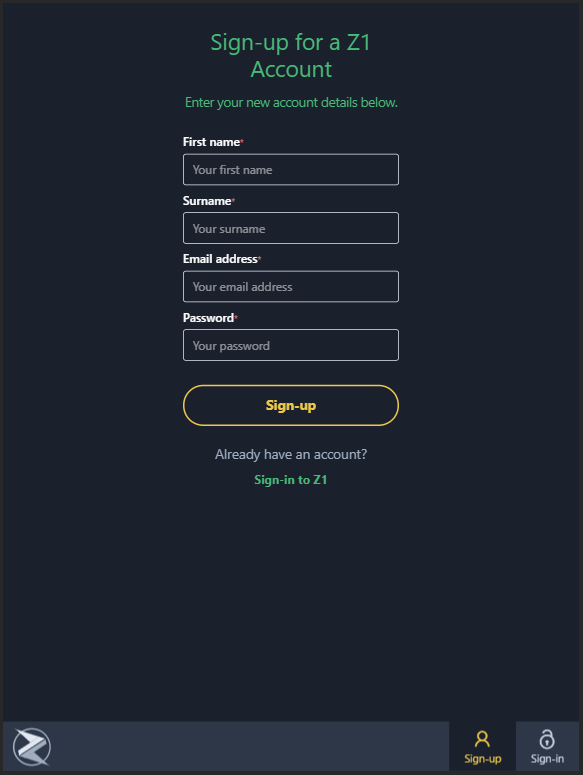 Sign-up for a Z1
Account
Enter your new account details below.
First name*
Your first name
Surname*
Your surname
Email address*
Your email address
Password*
Your password
Sign-up
Already have an account?
Sign-in to Z1
Sign-up
Sign-in